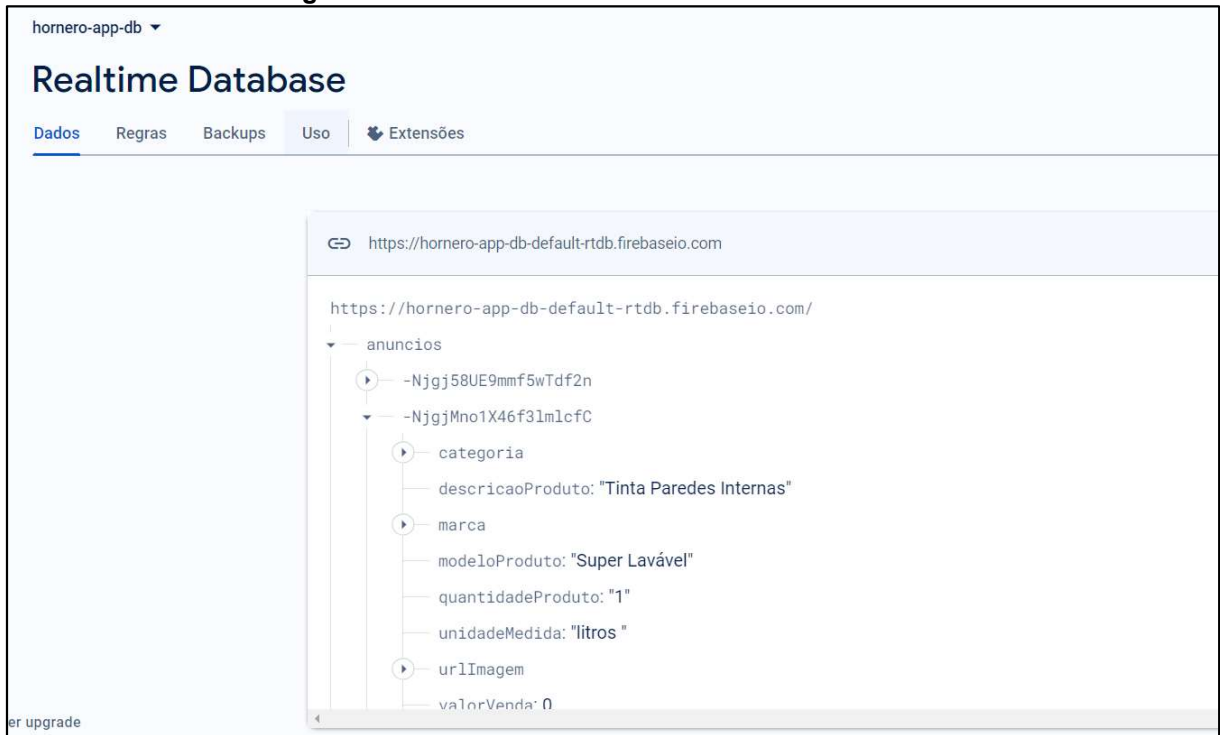 hornero-app-db
Realtime Database
Dados Regras Backups Uso Extensões
https://hornero-app-db-default-rtdb.firebaseio.com
https://hornero-app-db-default-rtdb.firebaseio.com/
anuncios
-Njgj58UE9mmf5wTdf2n
-NjgjMno1X46f3lmlcfC
categoria
descricaoProduto: "Tinta Paredes Internas"
marca
modeloProduto: "Super Lavável"
quantidadeProduto: "1"
unidadeMedida: "litros "
urlImagem
valorVenda: 0
er upgrade